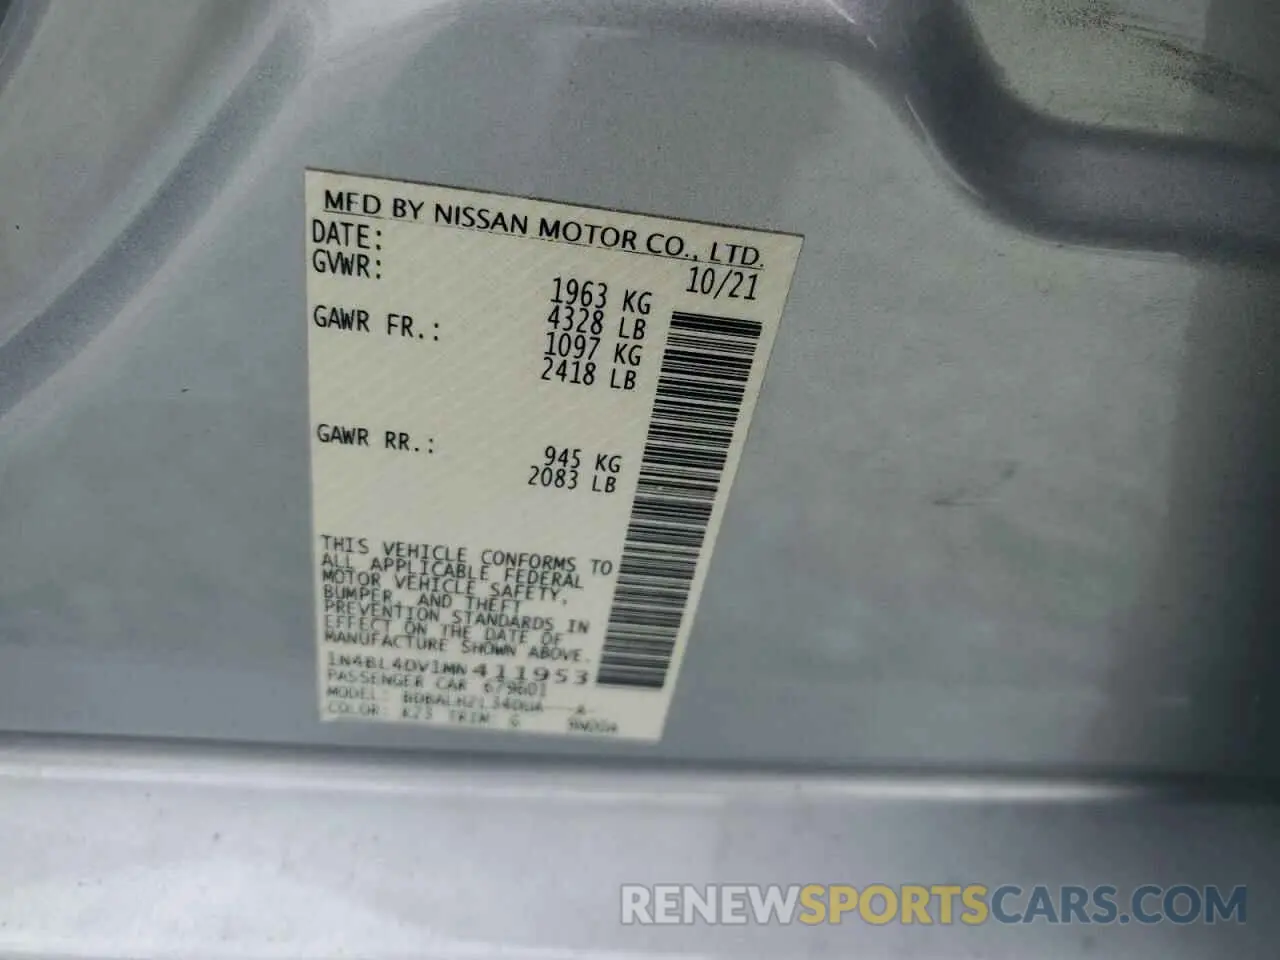 MFD BY NISSAN MOTOR CO., LTD.
DATE: 10/21
GVWR: 1963 KG
4328 LB
GAWR FR.: 1097 KG
2418 LB
GAWR RR.: 945 KG
2083 LB
THIS VEHICLE CONFORMS TO
ALL APPLICABLE FEDERAL
MOTOR VEHICLE SAFETY,
BUMPER, AND THEFT
PREVENTION STANDARDS IN
EFFECT ON THE DATE OF
MANUFACTURE SHOWN ABOVE.
1N4BL4DV1MN411953
PASSENGER CAR 679601
MODEL: A
COLOR: K23 TRIM: G
RENEWSPORTSCARS.COM